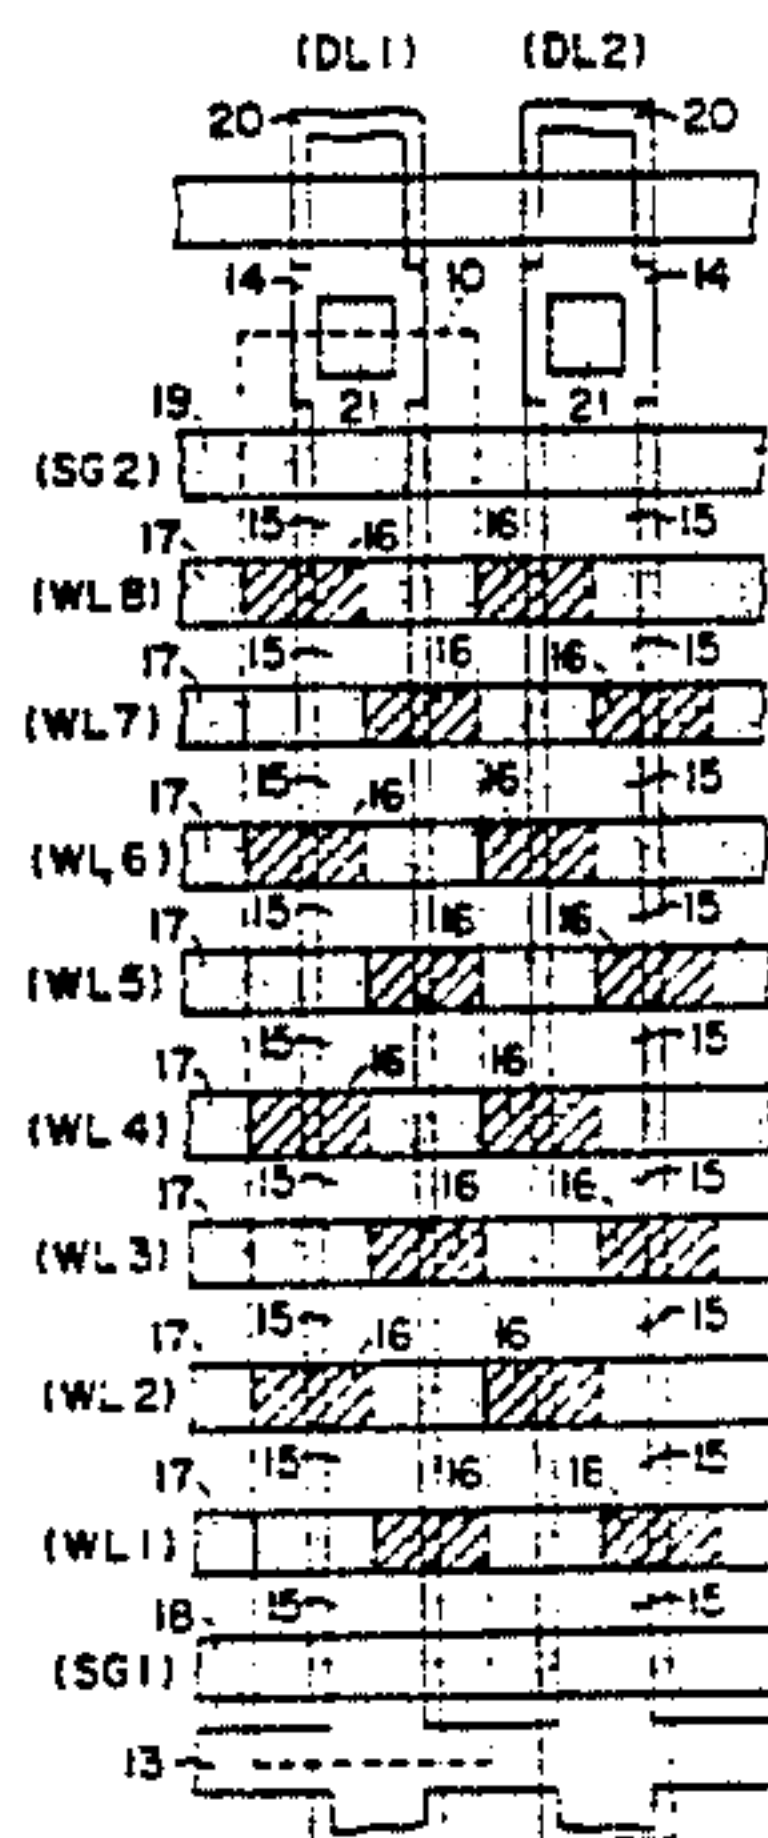 (DL1) (DL2)
20 20
14 10 14
19 21 21
(SG2)
17 15 16 16 15
(WL8)
17 15 16 16 15
(WL7)
17 15 16 16 15
(WL6)
17 15 16 16 15
(WL5)
17 15 16 16 15
(WL4)
17 15 16 16 15
(WL3)
17 15 16 16 15
(WL2)
17 15 16 16 15
(WL1)
18 15 15
(SG1)
13